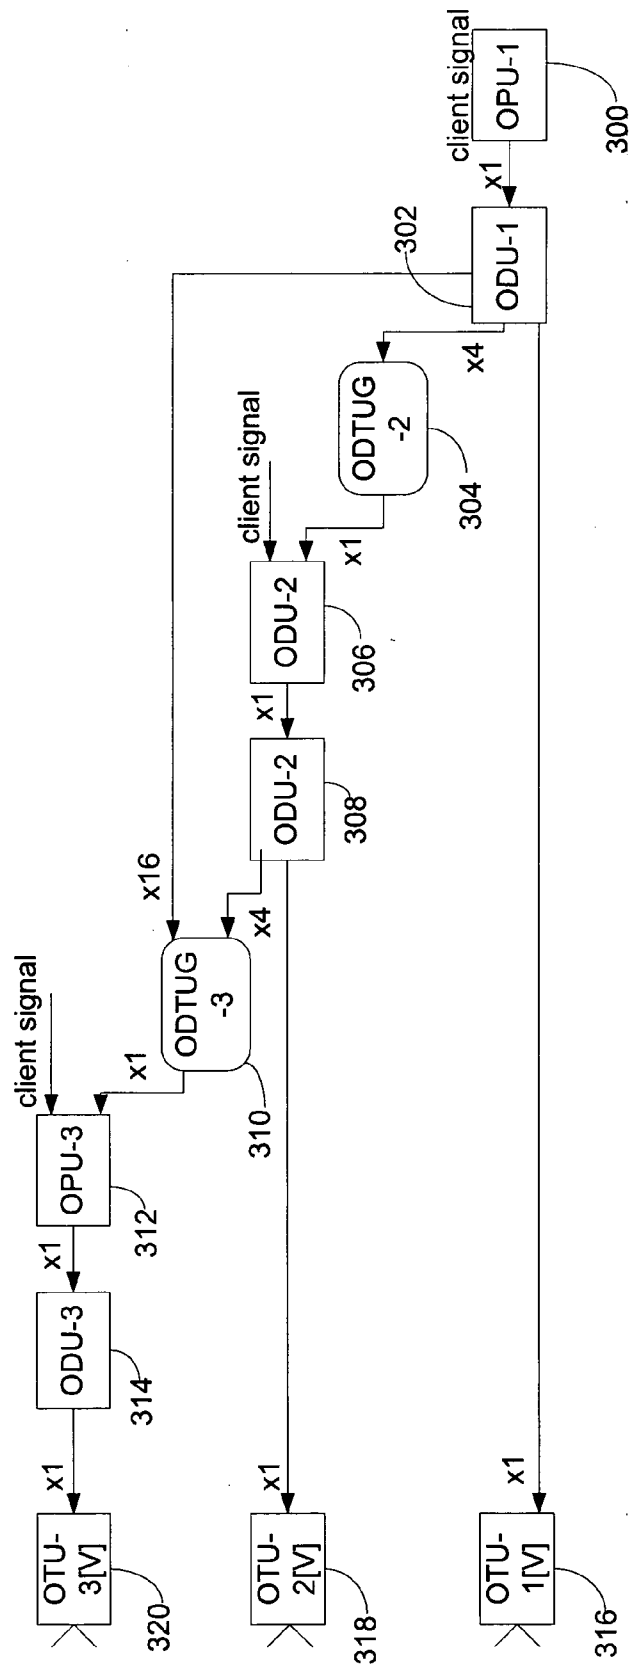 OTU-
3[V]
320
x1
ODU-3
314
x1
OPU-3
312
client signal
x1
ODTUG
-3
310
x16
x4
OTU-
2[V]
318
x1
ODU-2
308
x1
ODU-2
306
client signal
x1
ODTUG
-2
304
x4
OTU-
1[V]
316
x1
ODU-1
302
x1
OPU-1
300
client signal